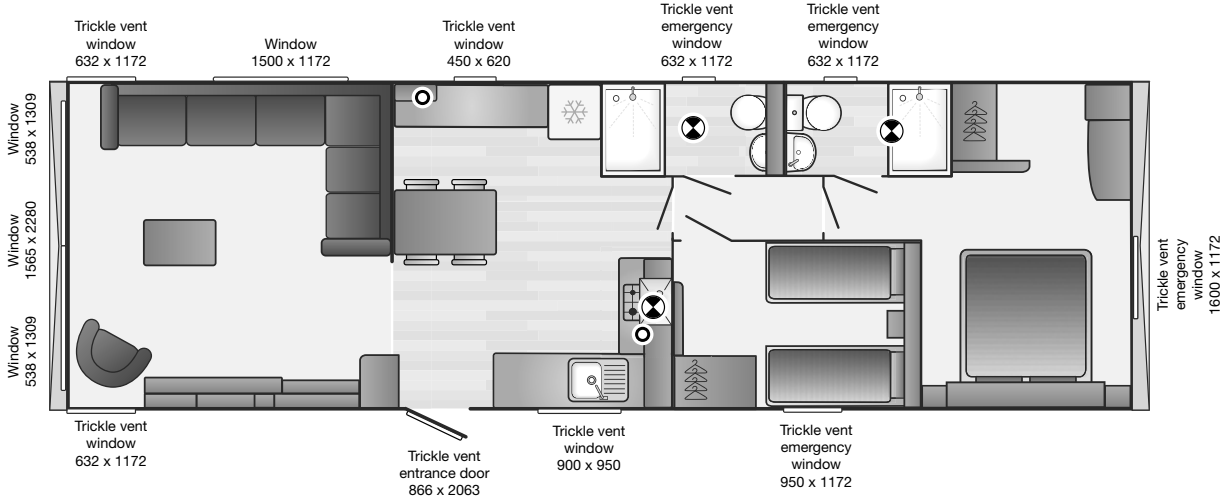 Trickle vent
window
632 x 1172
Window
1500 x 1172
Trickle vent
window
450 x 620
Trickle vent
emergency
window
632 x 1172
Trickle vent
emergency
window
632 x 1172
Window
538 x 1309
Window
1565 x 2280
Window
538 x 1309
Trickle vent
emergency
window
1600 x 1172
Trickle vent
window
632 x 1172
Trickle vent
entrance door
866 x 2063
Trickle vent
window
900 x 950
Trickle vent
emergency
window
950 x 1172